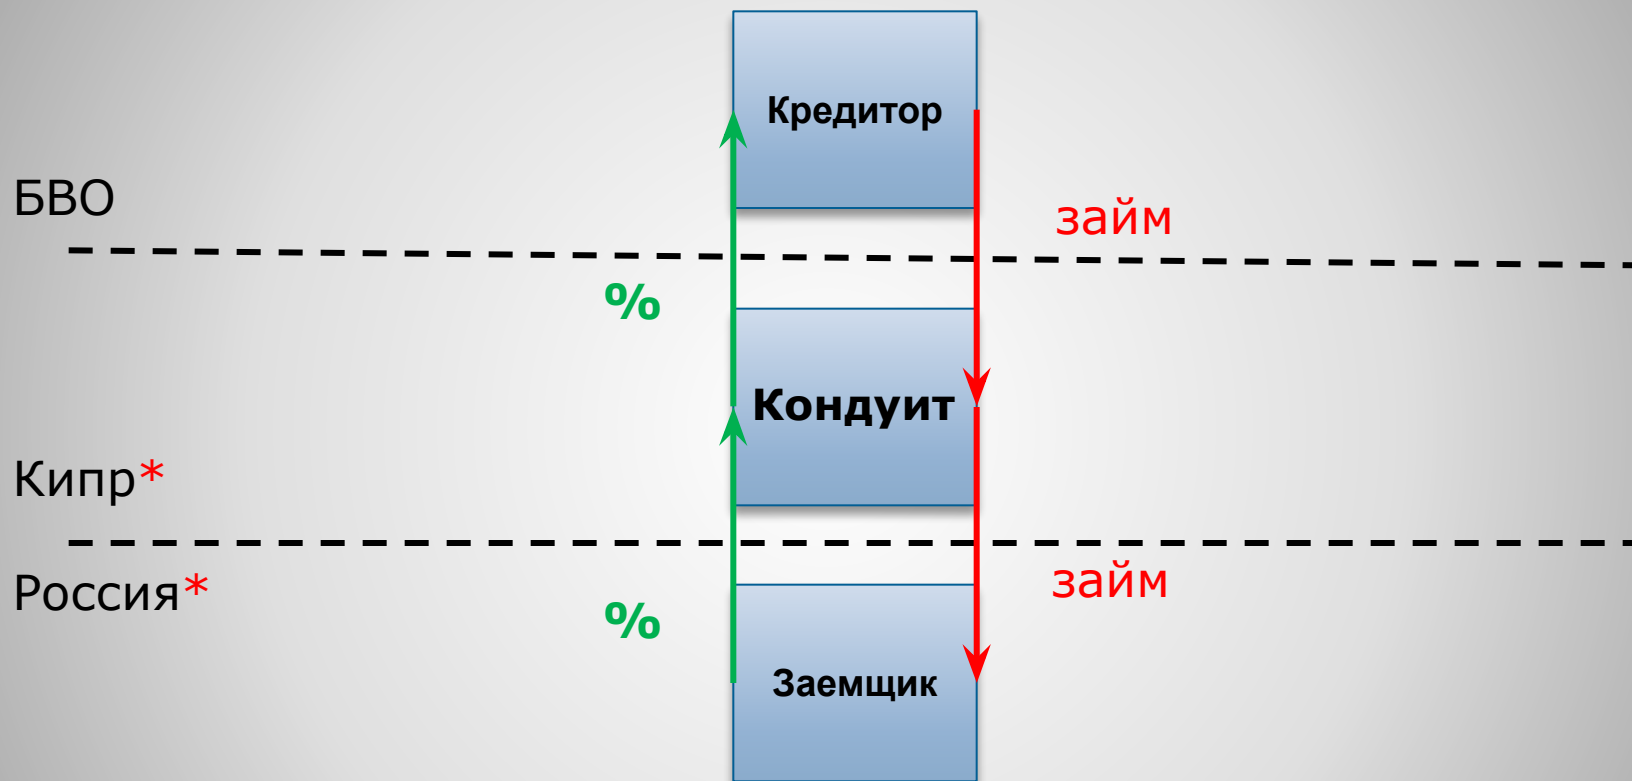 Кредитор
БВО
займ
%
Кондуит
Кипр*
Россия*
займ
%
Заемщик